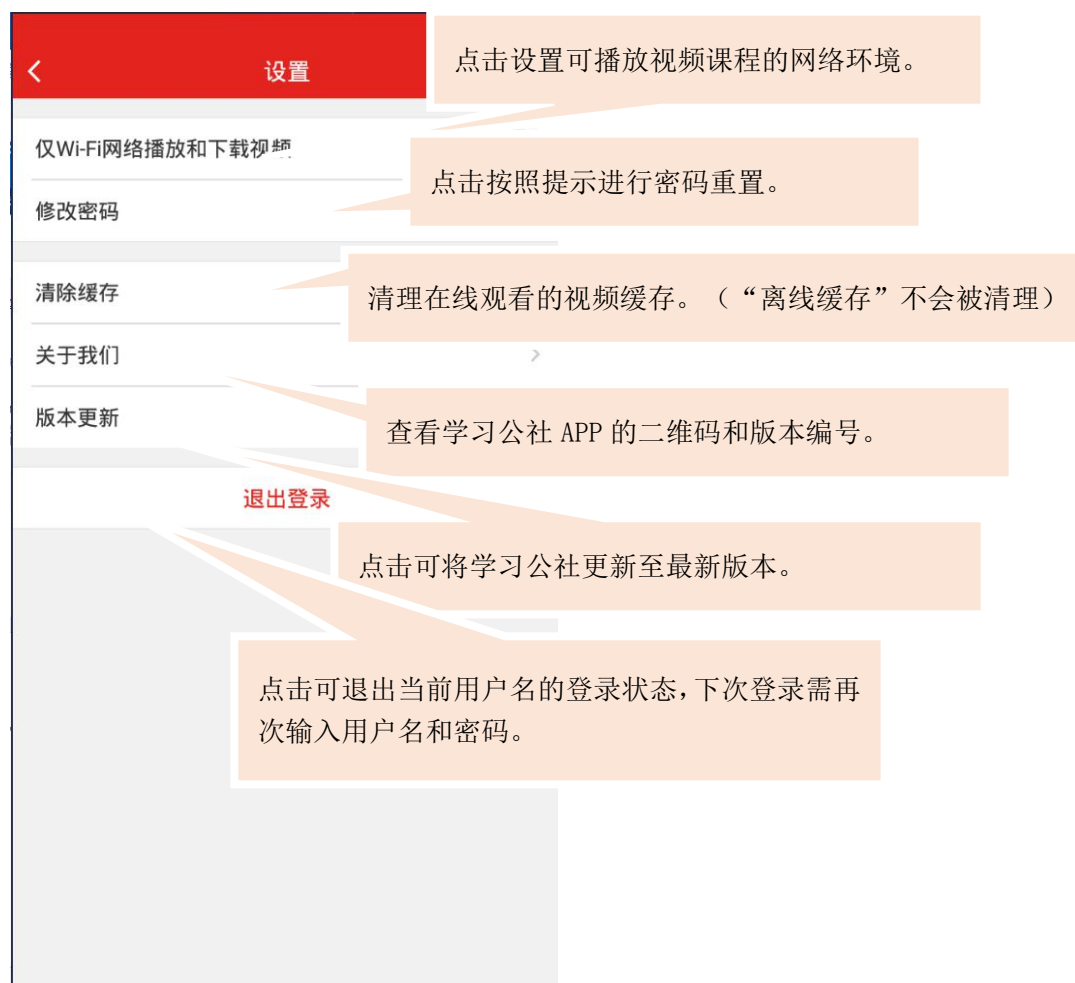 设置
点击设置可播放视频课程的网络环境。
仅Wi-Fi网络播放和下载视频
点击按照提示进行密码重置。
修改密码
清除缓存
清理在线观看的视频缓存。（“离线缓存”不会被清理）
关于我们
版本更新
查看学习公社 APP 的二维码和版本编号。
退出登录
点击可将学习公社更新至最新版本。
点击可退出当前用户名的登录状态，下次登录需再
次输入用户名和密码。